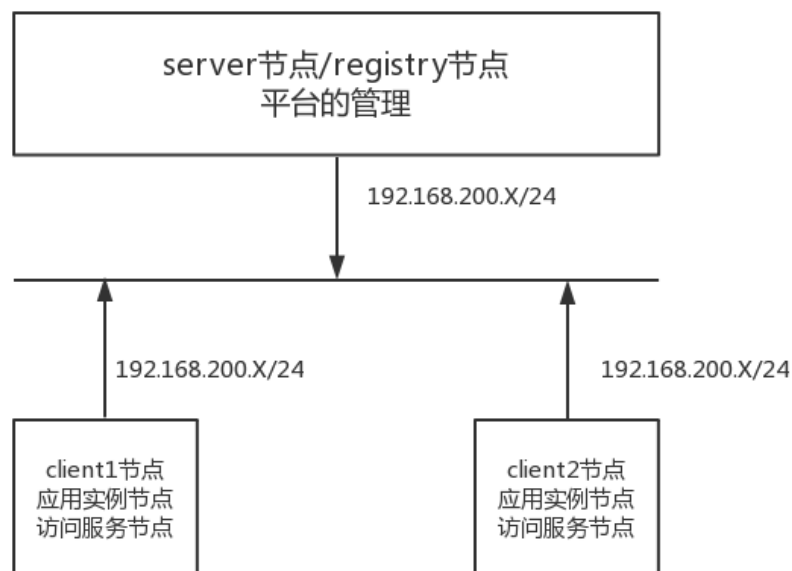 server节点/registry节点
平台的管理
192.168.200.X/24
192.168.200.X/24
192.168.200.X/24
client1节点
应用实例节点
访问服务节点
client2节点
应用实例节点
访问服务节点